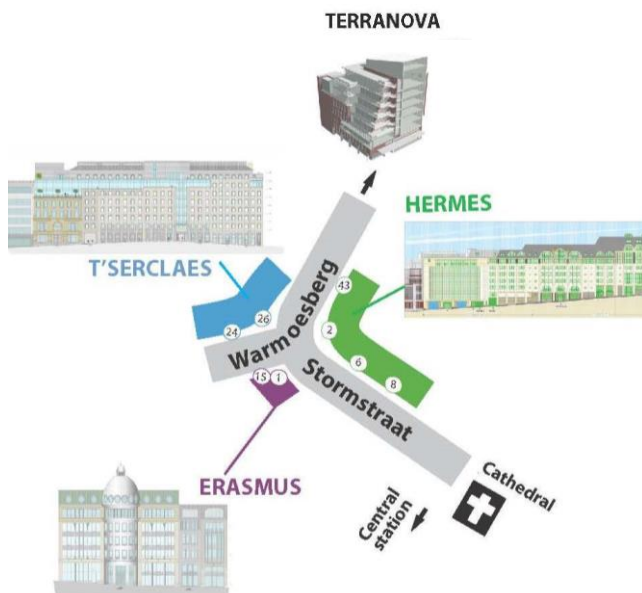 TERRANOVA
HERMES
T'SERCLAES
43
26
24
2
Warmoesberg
6
8
15
1
Stormstraat
ERASMUS
Cathedral
Central
station